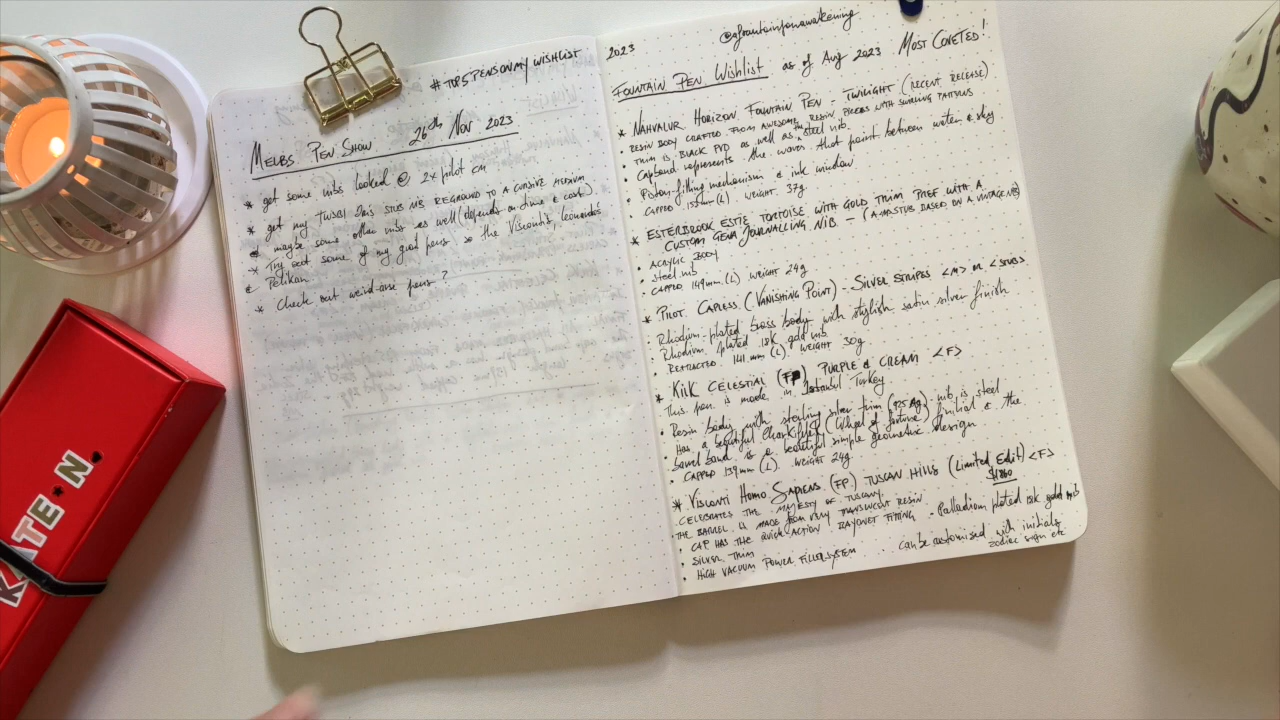 #TOP5PENSONMYWISHLIST
MELBS PEN SHOW 26th Nov 2023
* get some nibs looked @ 2x pilot cm
* get my TWSBI STUB NIB REGROUND TO A CURSIVE MEDIUM
maybe some other nibs as well (depends on time & cost)
* Try out some of my goal pens so the Visconti's, leonardo's
Pelikan
* Check out weird-ave pens?
2023
@afountainpenawakening
FOUNTAIN PEN WISHLIST as of Aug 2023 MOST COVETED!
* NAHVALUR HORIZON FOUNTAIN PEN - TWILIGHT (RECENT RELEASE)
RESIN BODY CRAFTED FROM AWESOME RESIN PIECES WITH SWIRLING PATTERNS
• TRIM IS BLACK PVD as well as the steel nib
• Capband represents the waves that point between water & sky
• Piston-filling mechanism & ink window
• CAPPED 152mm (L) WEIGHT 37g
* ESTERBROOK ESTIE TORTOISE WITH GOLD TRIM PREF WITH A
CUSTOM GENA JOURNALLING NIB - (A MASTUB BASED ON A VINTAGE NIB)
• ACRYLIC BODY
• Steel nib
• CAPPED 149mm (L) WEIGHT 24g
* PILOT CAPLESS (VANISHING POINT) - SILVER STRIPES <M> or <STUB>
• Rhodium plated brass body with stylish satin silver finish
• Rhodium plated 18K gold nib
• RETRACTED 141mm (L) WEIGHT 30g
* KILK CELESTIAL (FP) PURPLE & CREAM <F>
• This pen is made in Istanbul Turkey
• Resin body with sterling silver trim (925 Ag) - nib is steel
• Has a beautiful Charkıfelek (Wheel of fortune) finial & the
barrel band is a beautiful simple geometric design
• CAPPED 139mm (L). WEIGHT 24g
* VISCONTI HOMO SAPIENS (FP) TUSCAN HILLS (Limited Edit) <F>
CELEBRATES THE MAJESTY OF TUSCANY
• THE BARREL IS MADE FROM VERY TRANSLUCENT RESIN
• CAP HAS THE QUICK-ACTION BAYONET FITTING - Palladium plated 18k gold nib
• SILVER TRIM
• HIGH VACUUM POWER FILLER SYSTEM ... can be customised with initials
zodiac sign etc
KATE N.